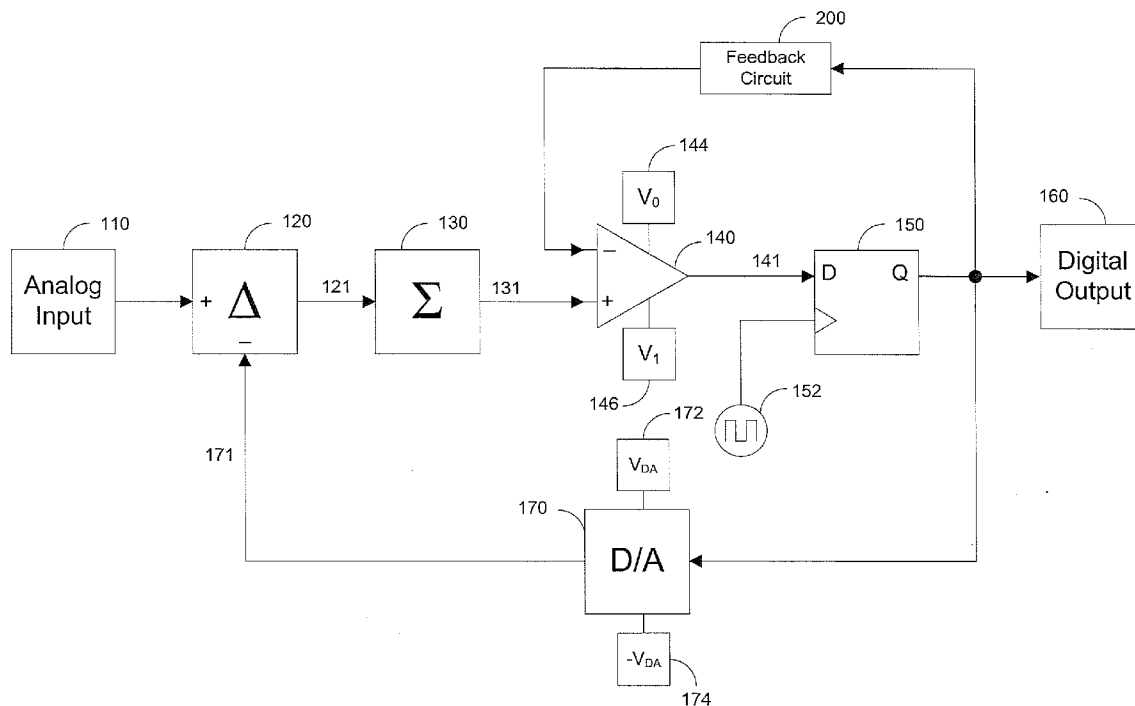 200
Feedback
Circuit
144
V0
110
120
130
140
150
160
Analog
Input
+
Δ
−
121
Σ
131
−
+
141
D
Q
Digital
Output
V1
146
152
172
171
VDA
170
D/A
-VDA
174